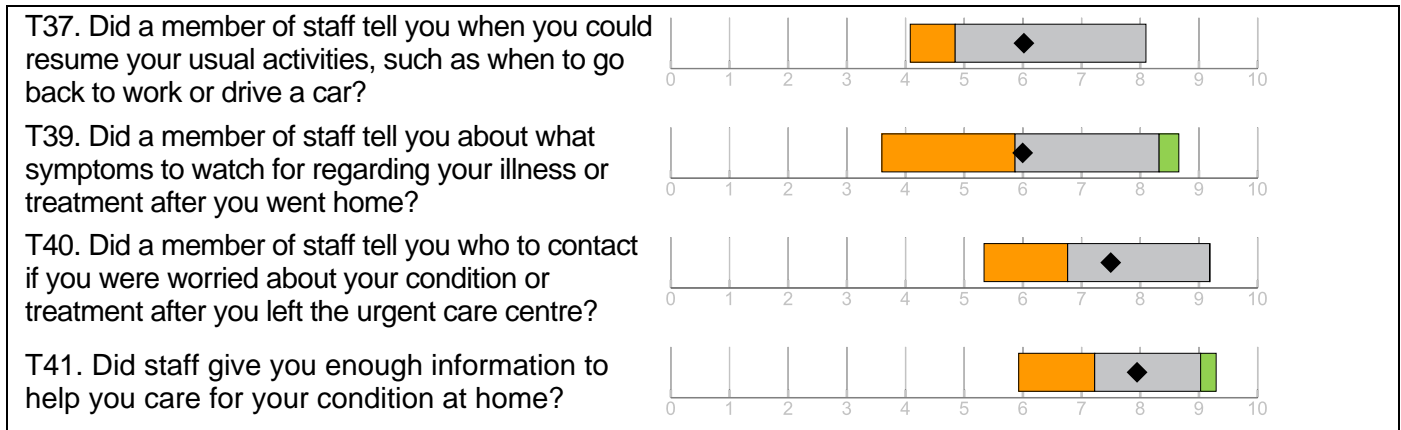 T37. Did a member of staff tell you when you could
resume your usual activities, such as when to go
back to work or drive a car?
0 1 2 3 4 5 6 7 8 9 10
T39. Did a member of staff tell you about what
symptoms to watch for regarding your illness or
treatment after you went home?
0 1 2 3 4 5 6 7 8 9 10
T40. Did a member of staff tell you who to contact
if you were worried about your condition or
treatment after you left the urgent care centre?
0 1 2 3 4 5 6 7 8 9 10
T41. Did staff give you enough information to
help you care for your condition at home?
0 1 2 3 4 5 6 7 8 9 10